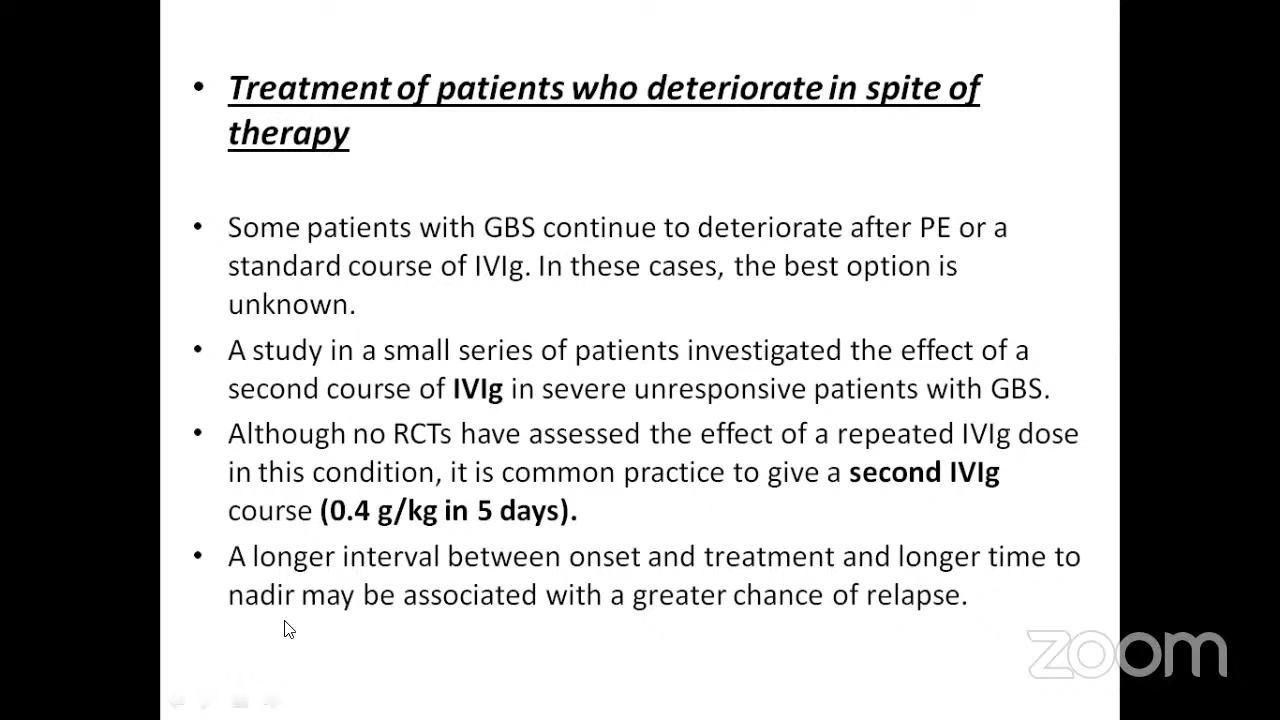 • Treatment of patients who deteriorate in spite of
therapy
• Some patients with GBS continue to deteriorate after PE or a
standard course of IVIg. In these cases, the best option is
unknown.
• A study in a small series of patients investigated the effect of a
second course of IVIg in severe unresponsive patients with GBS.
• Although no RCTs have assessed the effect of a repeated IVIg dose
in this condition, it is common practice to give a second IVIg
course (0.4 g/kg in 5 days).
• A longer interval between onset and treatment and longer time to
nadir may be associated with a greater chance of relapse.
zoom